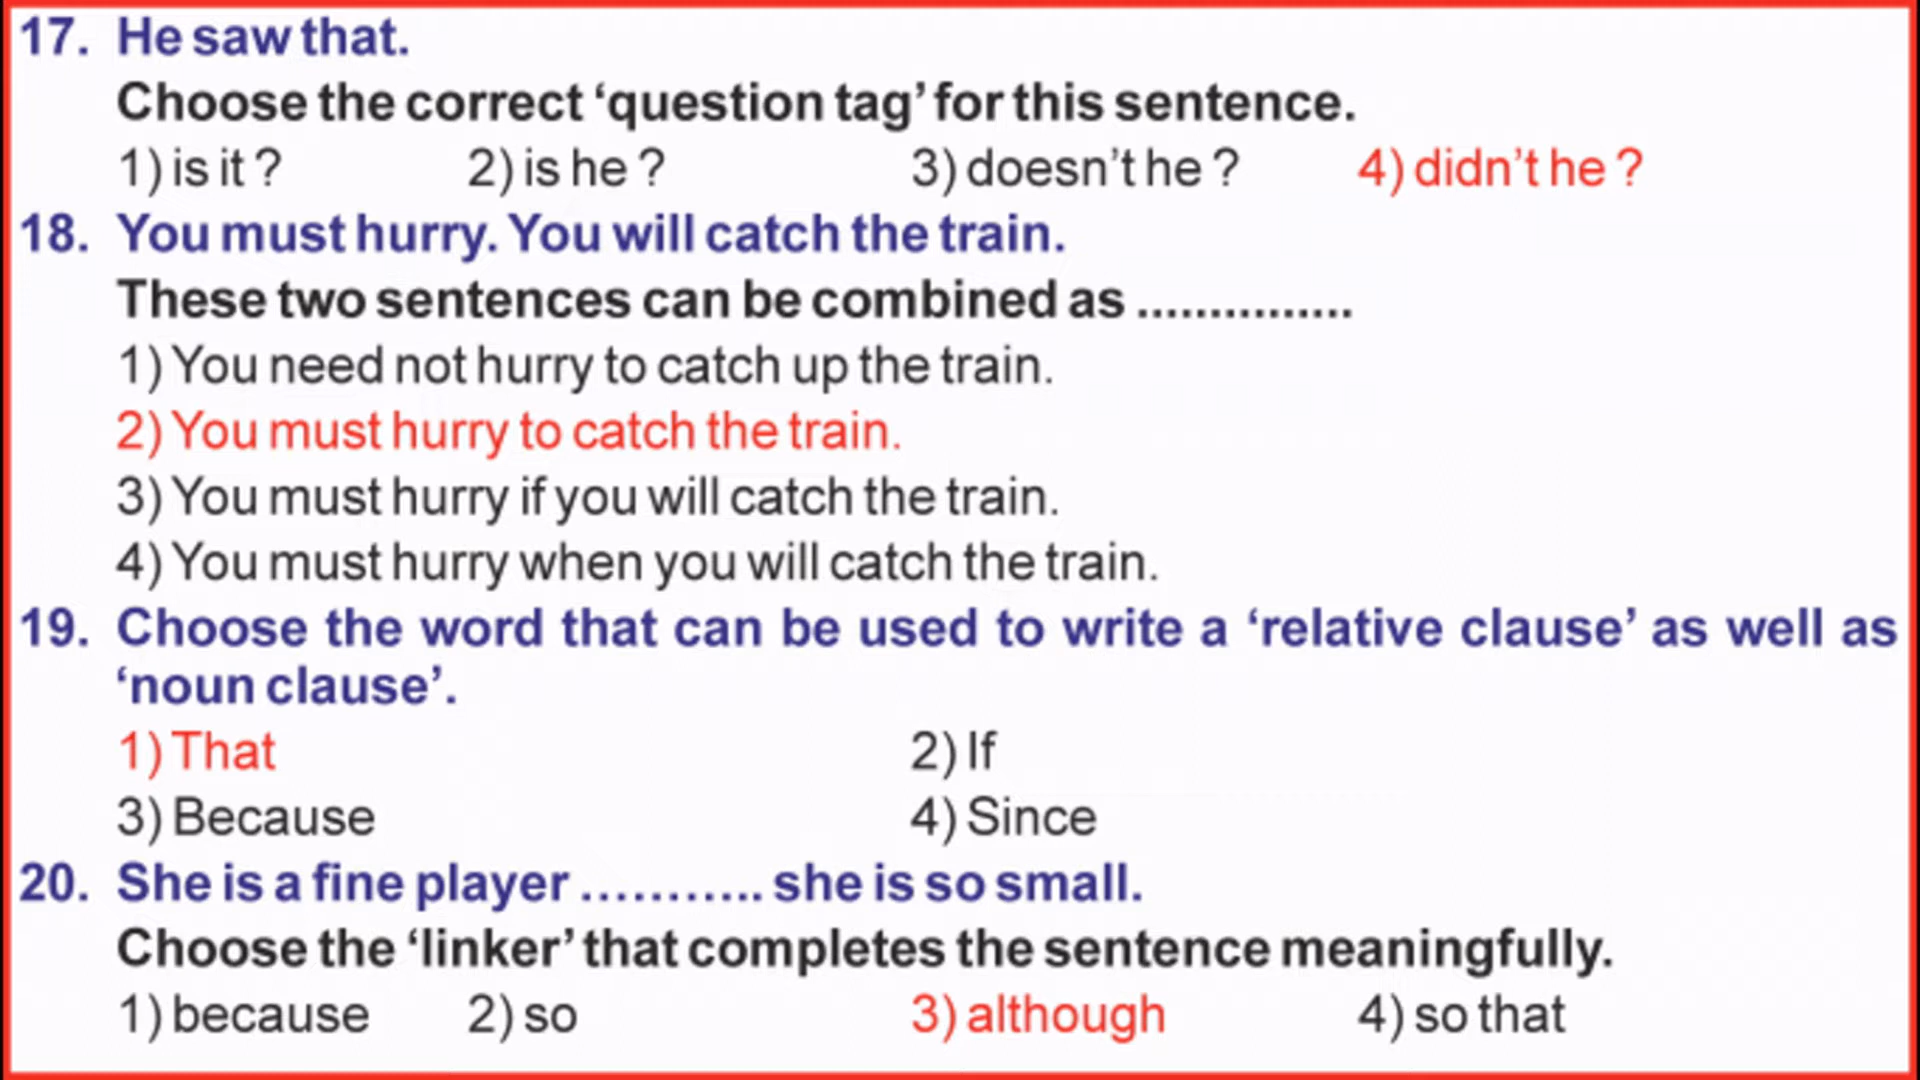 17. He saw that.
Choose the correct ‘question tag’ for this sentence.
1) is it ? 2) is he ? 3) doesn’t he ? 4) didn’t he ?
18. You must hurry. You will catch the train.
These two sentences can be combined as ...............
1) You need not hurry to catch up the train.
2) You must hurry to catch the train.
3) You must hurry if you will catch the train.
4) You must hurry when you will catch the train.
19. Choose the word that can be used to write a ‘relative clause’ as well as
‘noun clause’.
1) That 2) If
3) Because 4) Since
20. She is a fine player ........... she is so small.
Choose the ‘linker’ that completes the sentence meaningfully.
1) because 2) so 3) although 4) so that